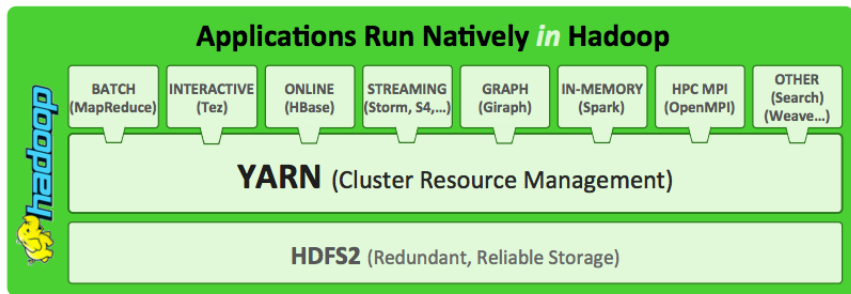 Applications Run Natively in Hadoop
hadoop
BATCH
(MapReduce)
INTERACTIVE
(Tez)
ONLINE
(HBase)
STREAMING
(Storm, S4,...)
GRAPH
(Giraph)
IN-MEMORY
(Spark)
HPC MPI
(OpenMPI)
OTHER
(Search)
(Weave...)
YARN (Cluster Resource Management)
HDFS2 (Redundant, Reliable Storage)